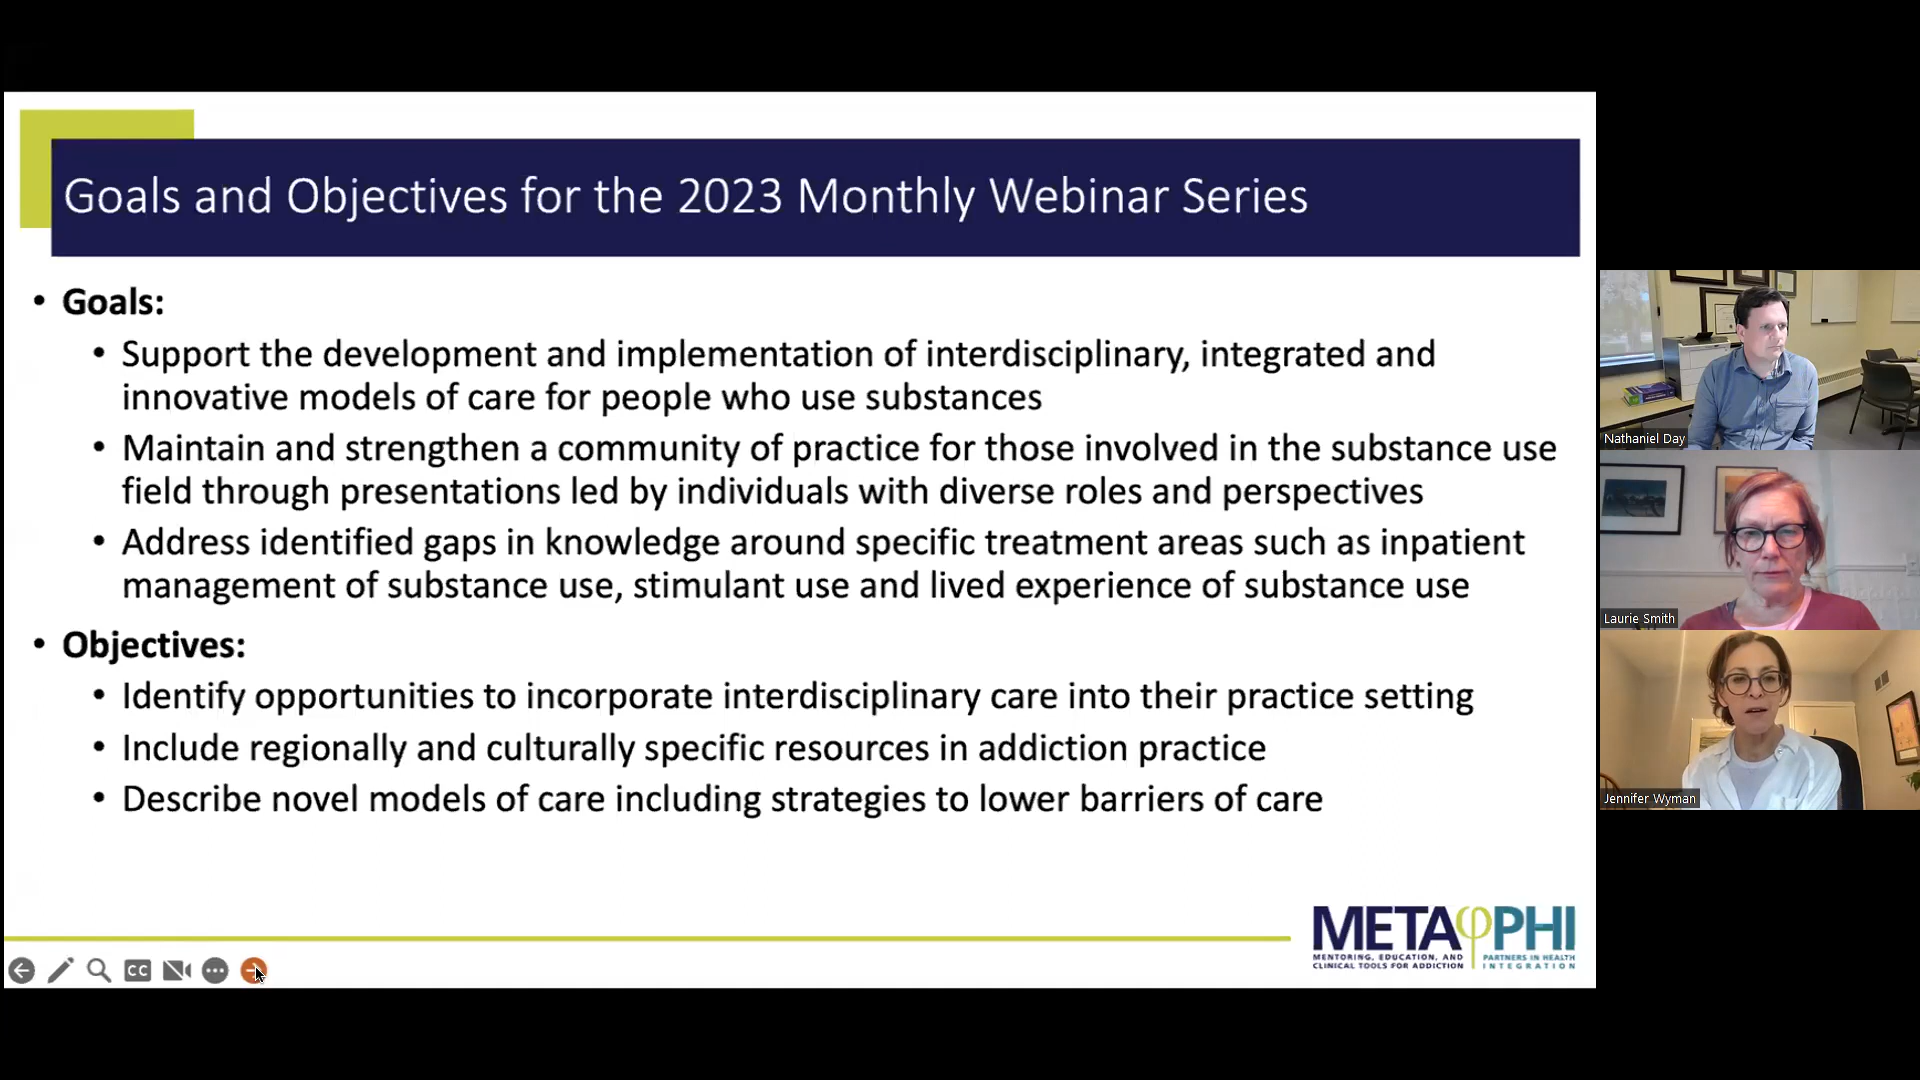 Goals and Objectives for the 2023 Monthly Webinar Series
• Goals:
• Support the development and implementation of interdisciplinary, integrated and
innovative models of care for people who use substances
• Maintain and strengthen a community of practice for those involved in the substance use
field through presentations led by individuals with diverse roles and perspectives
• Address identified gaps in knowledge around specific treatment areas such as inpatient
management of substance use, stimulant use and lived experience of substance use
• Objectives:
• Identify opportunities to incorporate interdisciplinary care into their practice setting
• Include regionally and culturally specific resources in addiction practice
• Describe novel models of care including strategies to lower barriers of care
METAφPHI
MENTORING, EDUCATION, AND
CLINICAL TOOLS FOR ADDICTION
PARTNERS IN HEALTH
INTEGRATION
CC
Nathaniel Day
Laurie Smith
Jennifer Wyman